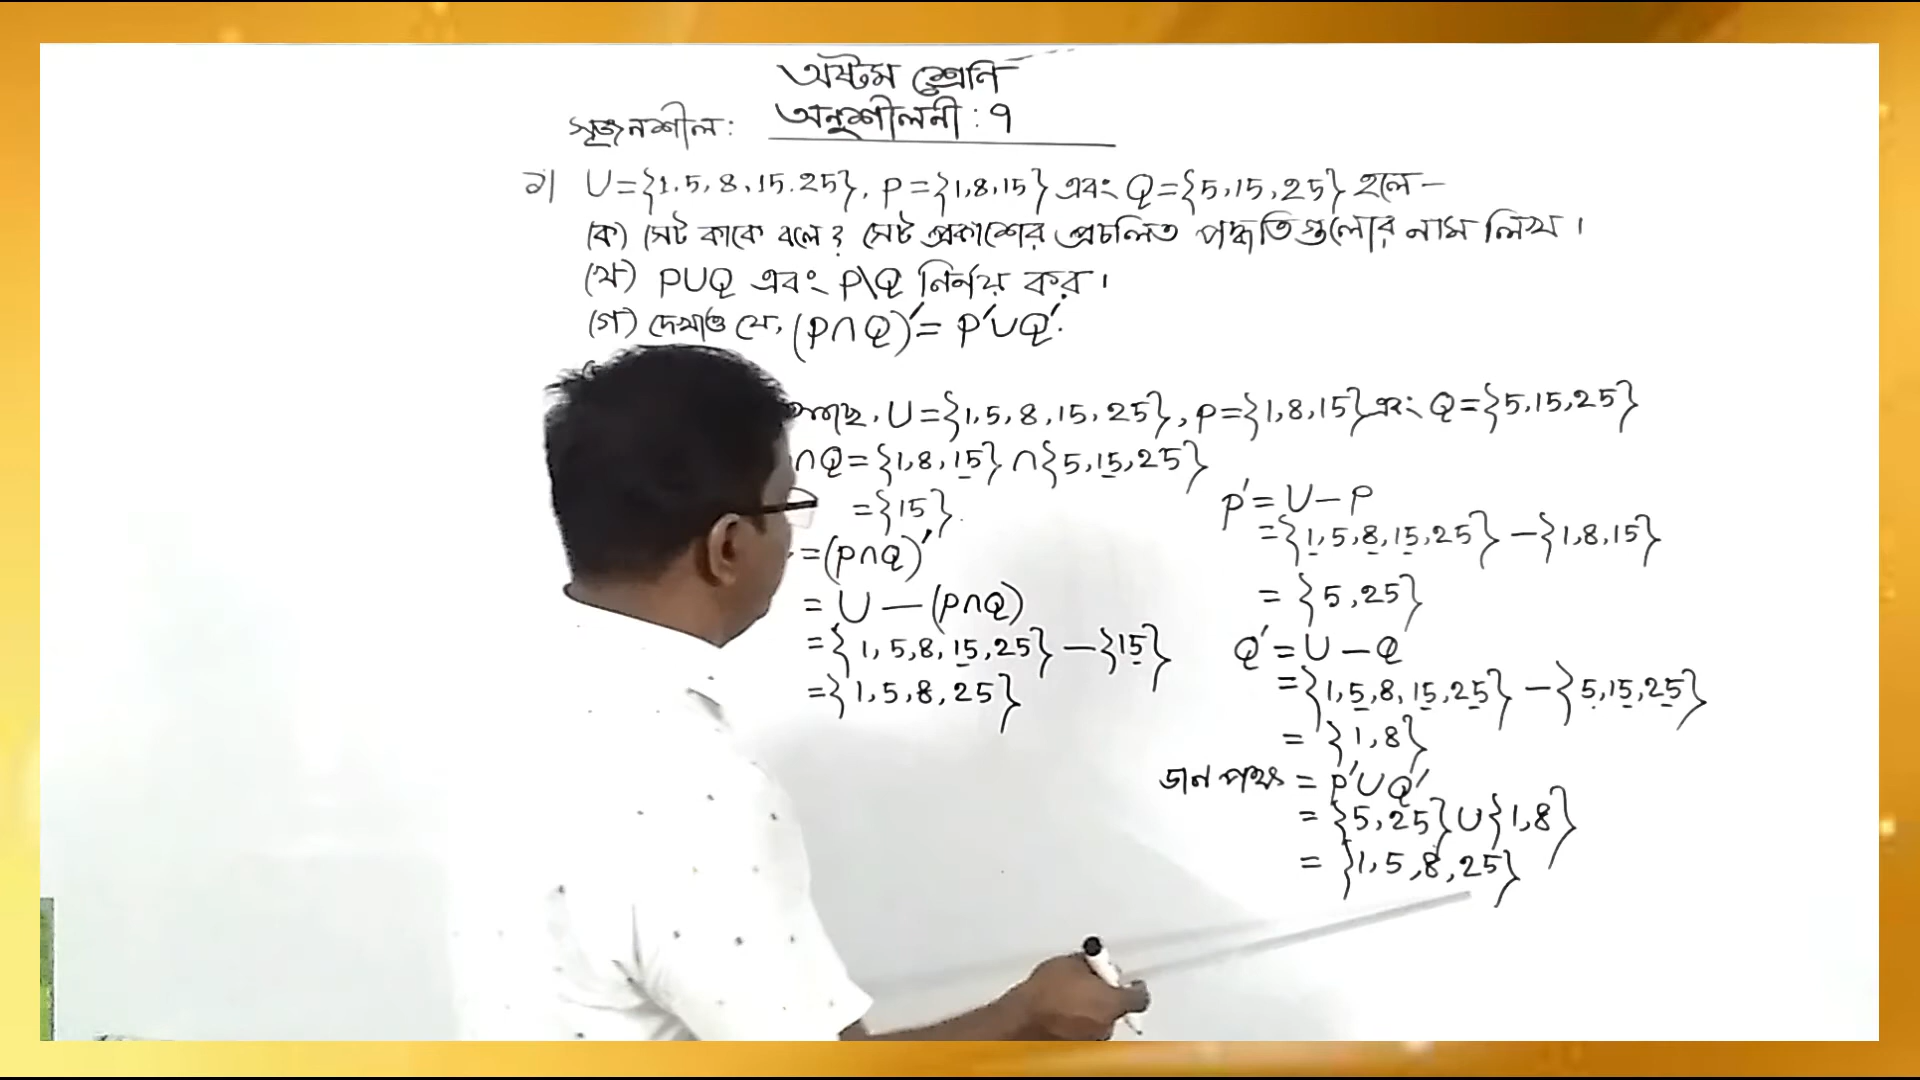 অষ্টম শ্রেনি
অনুশীলনী : ৭
সৃজনশীল :
১। U={1,5,8,15,25}, P={1,8,15} এবং Q={5,15,25} হলে—
(ক) সেট কাকে বলে? সেট প্রকাশের প্রচলিত পদ্ধতিগুলোর নাম লিখ।
(খ) P∪Q এবং P\Q নির্নয় কর।
(গ) দেখাও যে, (P∩Q)′ = P′∪Q′.
U={1,5,8,15,25}, P={1,8,15} এবং Q={5,15,25}
∩Q={1,8,15}∩{5,15,25}
={15}.
=(P∩Q)′
= U—(P∩Q)
={1,5,8,15,25}—{15}
={1,5,8,25}
P′=U—P
={1,5,8,15,25}—{1,8,15}
= {5,25}
Q′=U—Q
={1,5,8,15,25}—{5,15,25}
= {1,8}
ডান পক্ষ = P′∪Q′
= {5,25}∪{1,8}
= {1,5,8,25}